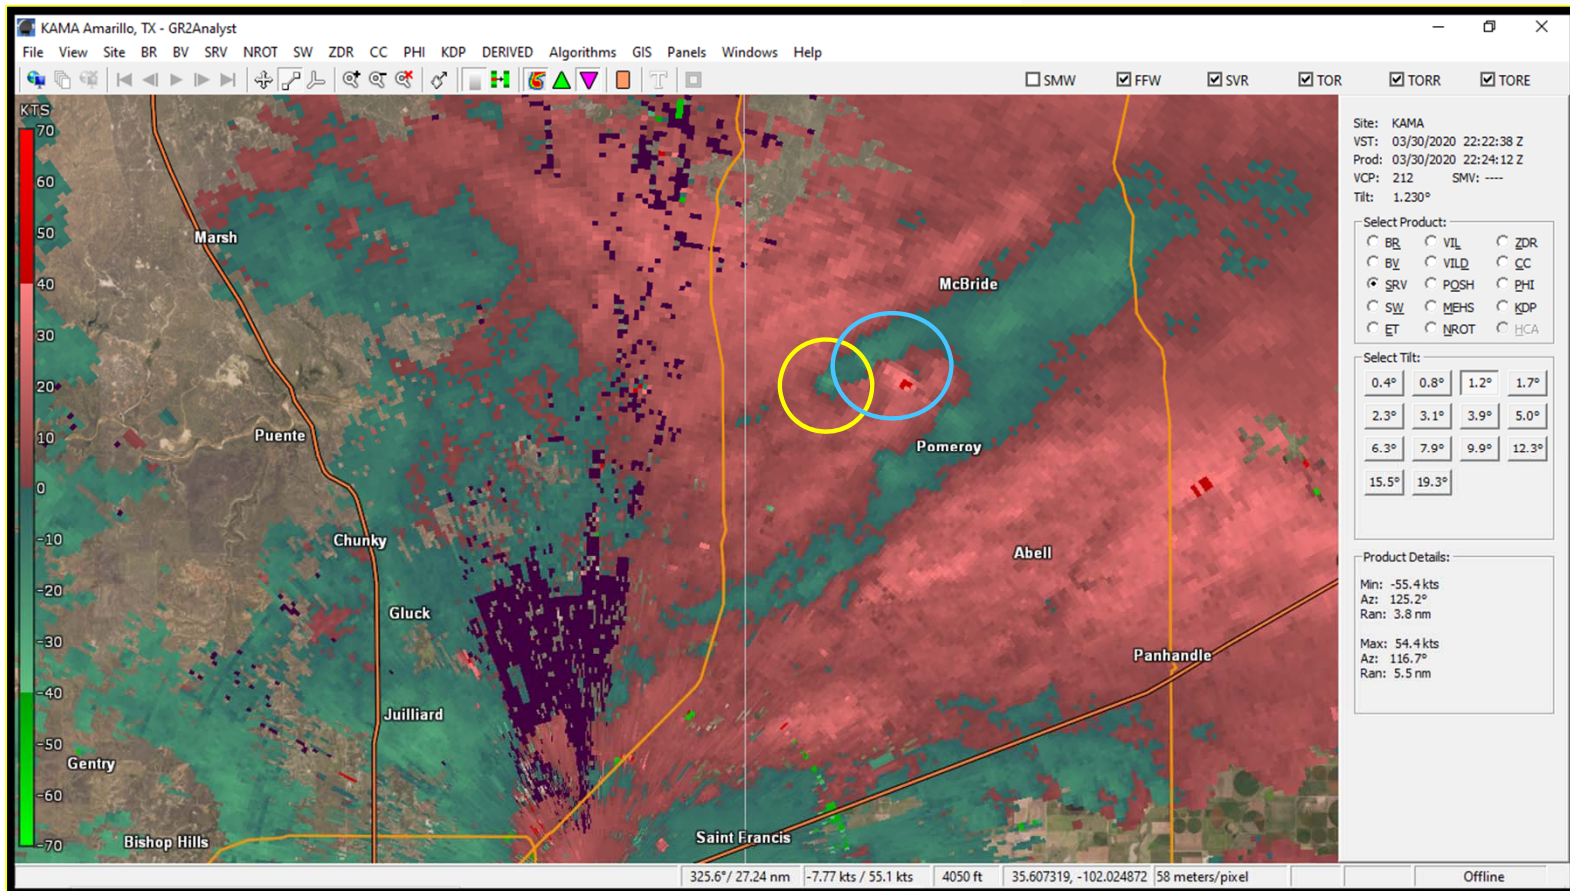 KAMA Amarillo, TX - GR2Analyst
File View Site BR BV SRV NROT SW ZDR CC PHI KDP DERIVED Algorithms GIS Panels Windows Help
SMW FFW SVR TOR TORR TORE
KTS
70
60
50
40
30
20
10
0
-10
-20
-30
-40
-50
-60
-70
Marsh
McBride
Puente
Pomeroy
Chunky
Abell
Gluck
Panhandle
Juilliard
Gentry
Saint Francis
Bishop Hills
Site: KAMA
VST: 03/30/2020 22:22:38 Z
Prod: 03/30/2020 22:24:12 Z
VCP: 212 SMV: ----
Tilt: 1.230°
Select Product:
BR VIL ZDR
BV VILD CC
SRV POSH PHI
SW MEHS KDP
ET NROT HCA
Select Tilt:
0.4° 0.8° 1.2° 1.7°
2.3° 3.1° 3.9° 5.0°
6.3° 7.9° 9.9° 12.3°
15.5° 19.3°
Product Details:
Min: -55.4 kts
Az: 125.2°
Ran: 3.8 nm
Max: 54.4 kts
Az: 116.7°
Ran: 5.5 nm
325.6°/ 27.24 nm -7.77 kts / 55.1 kts 4050 ft 35.607319, -102.024872 58 meters/pixel Offline